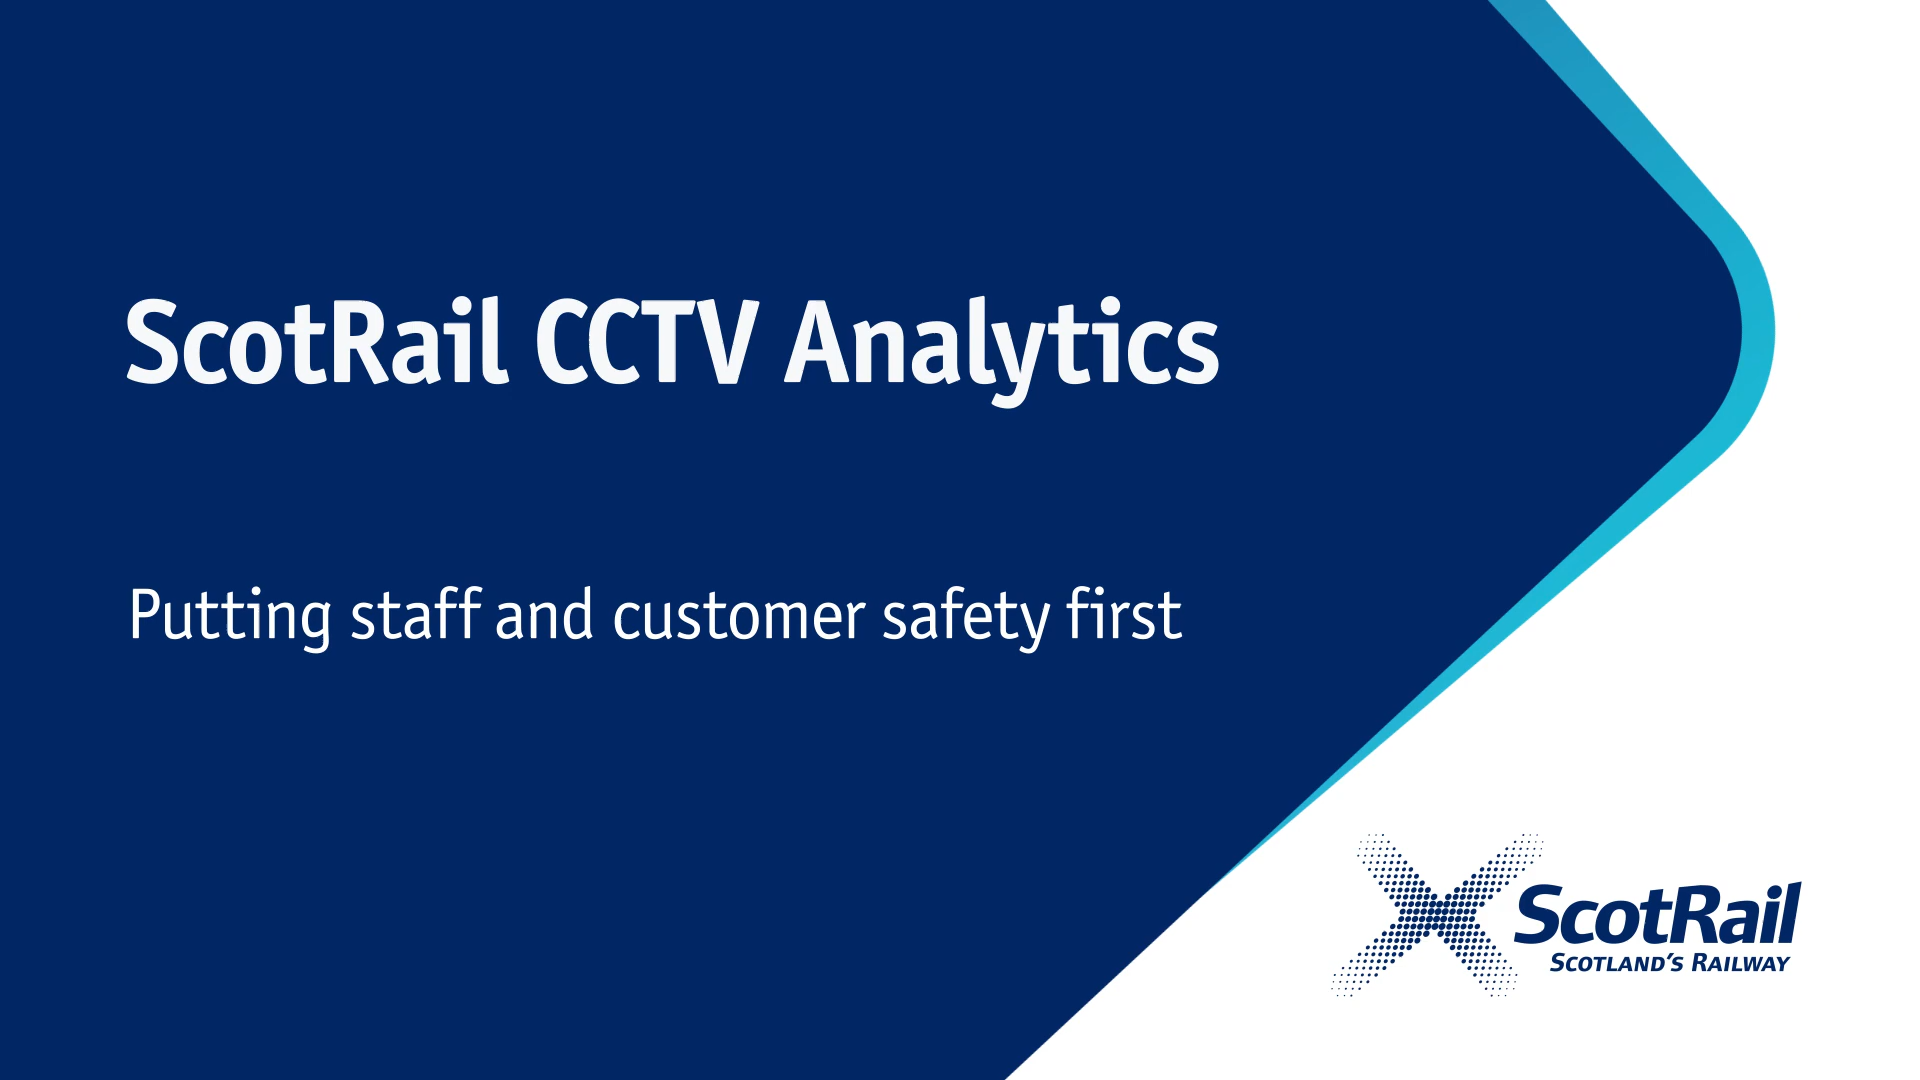 ScotRail CCTV Analytics
Putting staff and customer safety first
ScotRail
SCOTLAND'S RAILWAY